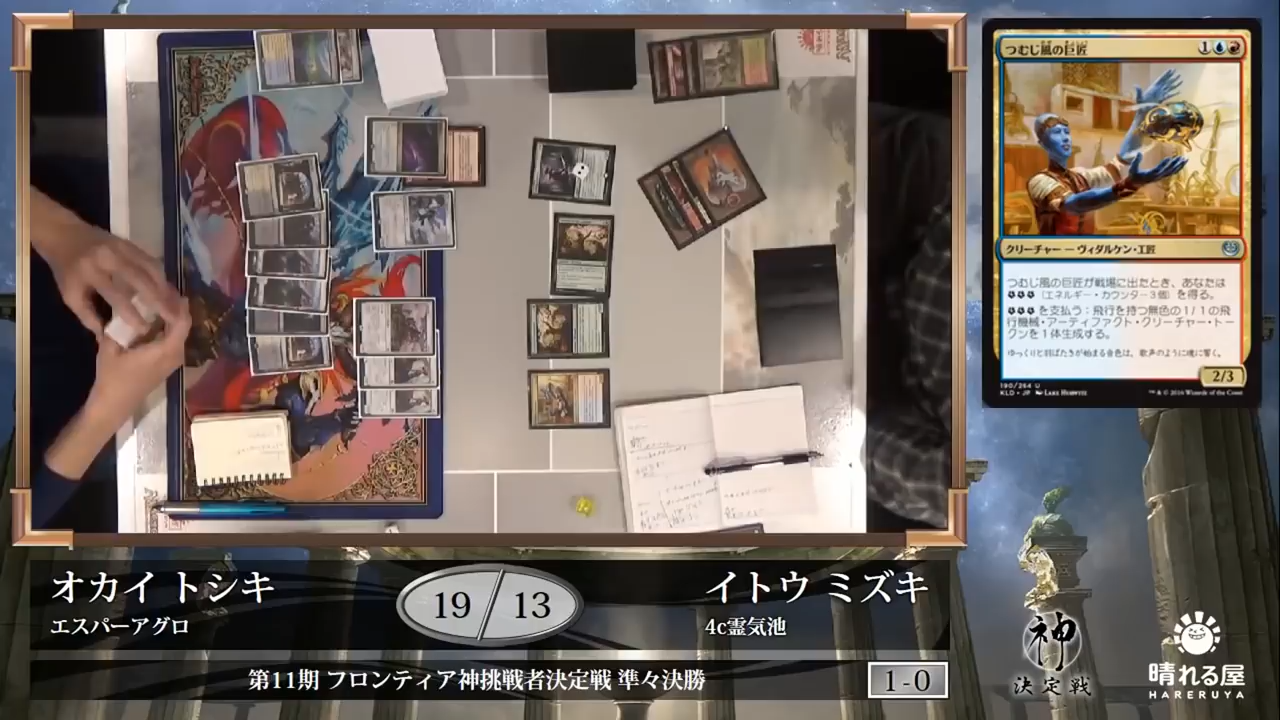 つむじ風の巨匠 1
クリーチャー — ヴィダルケン・工匠
つむじ風の巨匠が戦場に出たとき、あなたは
(エネルギー・カウンター3個) を得る。
を支払う:飛行を持つ無色の1/1の飛
行機械・アーティファクト・クリーチャー・トー
クンを1体生成する。
ゆっくりと羽ばたきが始まる音色は、歌声のように魂に響く。
2/3
190/264 U
KLD • JP
オカイ トシキ
エスパーアグロ
19 / 13
イトウ ミズキ
4c霊気池
第11期 フロンティア神挑戦者決定戦 準々決勝
1-0
神
決定戦
晴れる屋
HARERUYA